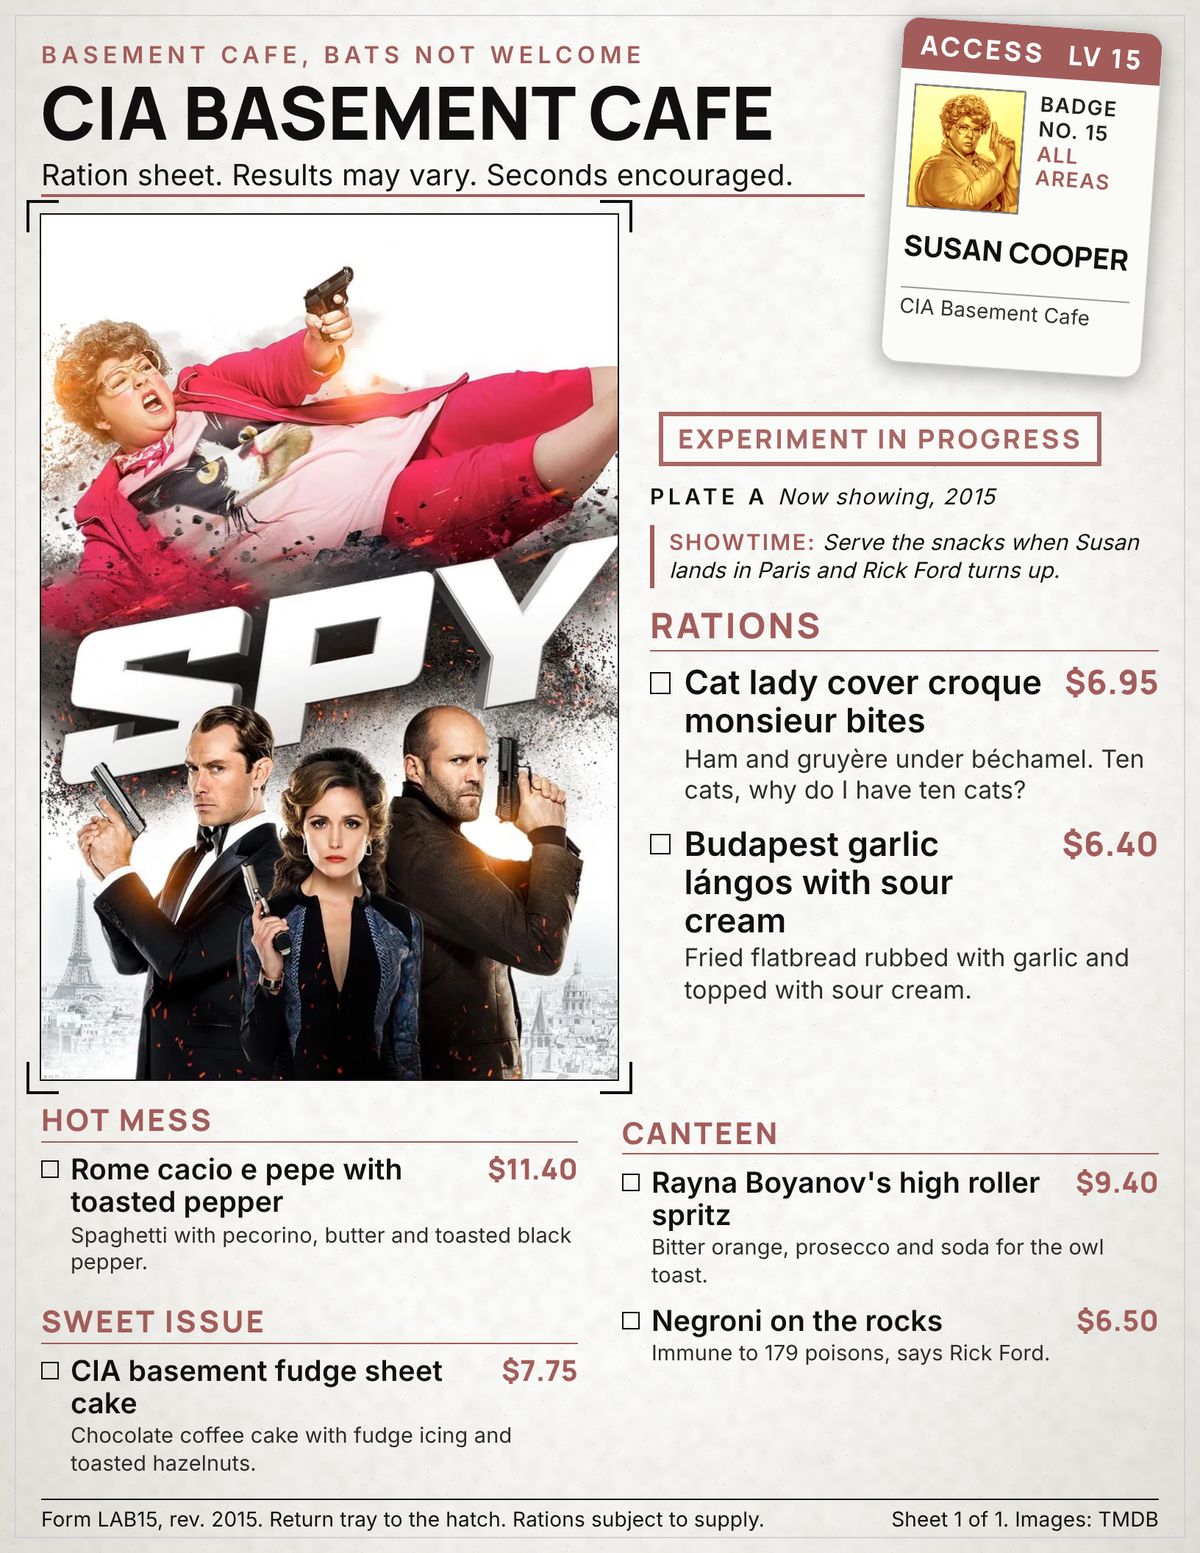 BASEMENT CAFE, BATS NOT WELCOME
CIA BASEMENT CAFE
Ration sheet. Results may vary. Seconds encouraged.
ACCESS LV 15
BADGE
NO. 15
ALL
AREAS
SUSAN COOPER
CIA Basement Cafe
SPY
EXPERIMENT IN PROGRESS
PLATE A Now showing, 2015
SHOWTIME: Serve the snacks when Susan
lands in Paris and Rick Ford turns up.
RATIONS
Cat lady cover croque $6.95
monsieur bites
Ham and gruyère under béchamel. Ten
cats, why do I have ten cats?
Budapest garlic $6.40
lángos with sour
cream
Fried flatbread rubbed with garlic and
topped with sour cream.
HOT MESS
Rome cacio e pepe with $11.40
toasted pepper
Spaghetti with pecorino, butter and toasted black
pepper.
SWEET ISSUE
CIA basement fudge sheet $7.75
cake
Chocolate coffee cake with fudge icing and
toasted hazelnuts.
CANTEEN
Rayna Boyanov's high roller $9.40
spritz
Bitter orange, prosecco and soda for the owl
toast.
Negroni on the rocks $6.50
Immune to 179 poisons, says Rick Ford.
Form LAB15, rev. 2015. Return tray to the hatch. Rations subject to supply.
Sheet 1 of 1. Images: TMDB